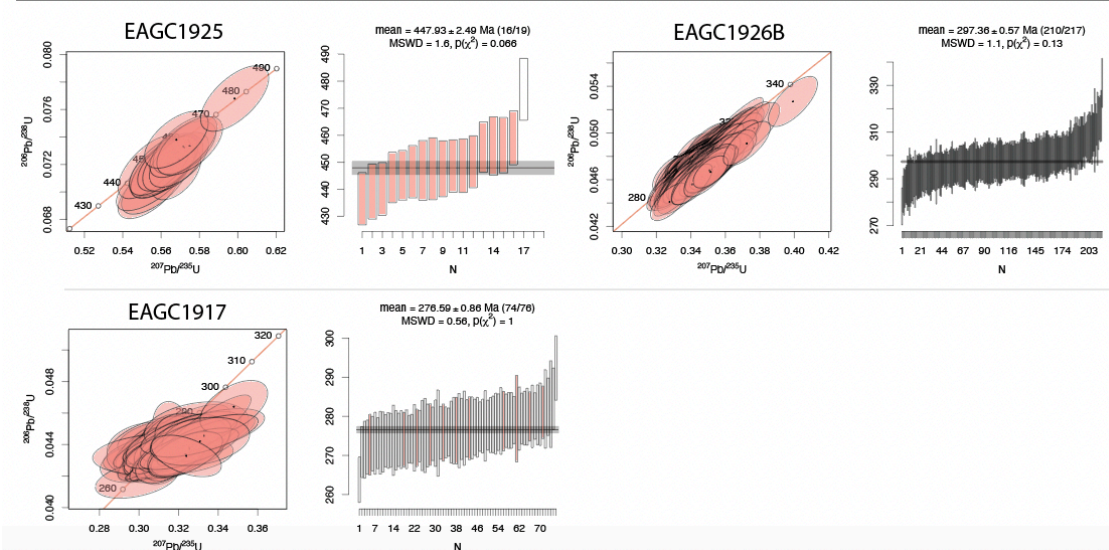 EAGC1925
mean = 447.93 ± 2.49 Ma (16/19)
MSWD = 1.6, p(χ²) = 0.066
EAGC1926B
mean = 297.36 ± 0.57 Ma (210/217)
MSWD = 1.1, p(χ²) = 0.13
²⁰⁶Pb/²³⁸U
0.068 0.072 0.076 0.080
430 440 470 480 490
0.52 0.54 0.56 0.58 0.60 0.62
²⁰⁷Pb/²³⁵U
430 440 450 460 470 480 490
1 3 5 7 9 11 14 17
N
²⁰⁶Pb/²³⁸U
0.042 0.046 0.050 0.054
280 340
0.30 0.32 0.34 0.36 0.38 0.40 0.42
²⁰⁷Pb/²³⁵U
270 290 310 330
1 21 44 67 90 116 145 174 203
N
EAGC1917
mean = 276.59 ± 0.86 Ma (74/76)
MSWD = 0.56, p(χ²) = 1
²⁰⁶Pb/²³⁸U
0.040 0.044 0.048
260 290 300 310 320
0.28 0.30 0.32 0.34 0.36
²⁰⁷Pb/²³⁵U
260 270 280 290 300
1 7 14 22 30 38 46 54 62 70
N